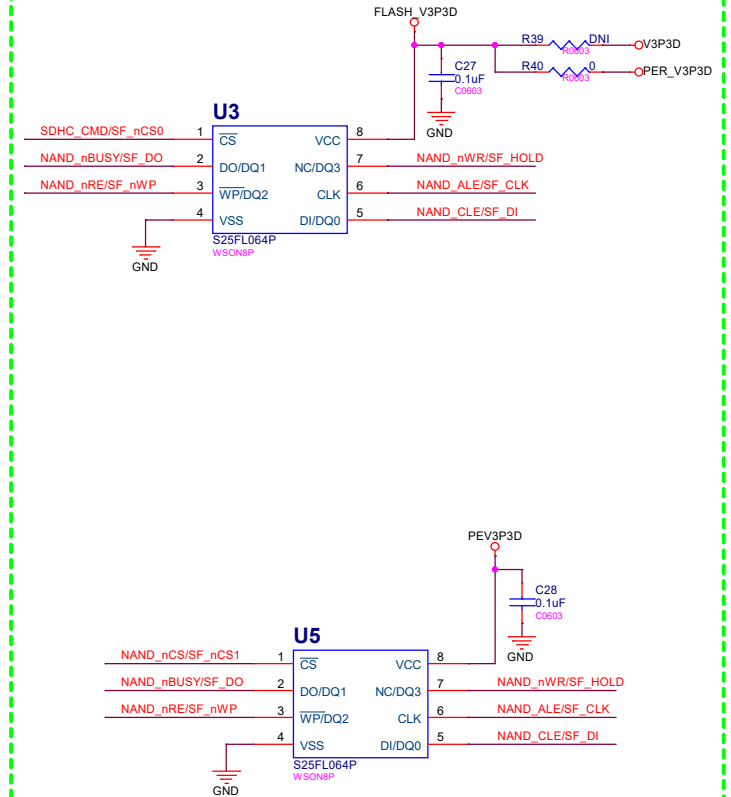 FLASH_V3P3D
R39 DNI V3P3D
R0603
C27 R40 0 PER_V3P3D
0.1uF R0603
C0603
U3
GND
SDHC_CMD/SF_nCS0 1 CS VCC 8
NAND_nBUSY/SF_DO 2 DO/DQ1 NC/DQ3 7 NAND_nWR/SF_HOLD
NAND_nRE/SF_nWP 3 WP/DQ2 CLK 6 NAND_ALE/SF_CLK
4 VSS DI/DQ0 5 NAND_CLE/SF_DI
S25FL064P
WSON8P
GND
PEV3P3D
C28
0.1uF
C0603
U5
GND
NAND_nCS/SF_nCS1 1 CS VCC 8
NAND_nBUSY/SF_DO 2 DO/DQ1 NC/DQ3 7 NAND_nWR/SF_HOLD
NAND_nRE/SF_nWP 3 WP/DQ2 CLK 6 NAND_ALE/SF_CLK
4 VSS DI/DQ0 5 NAND_CLE/SF_DI
S25FL064P
WSON8P
GND